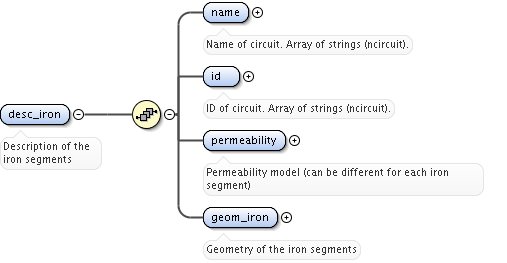 name
Name of circuit. Array of strings (ncircuit).
id
ID of circuit. Array of strings (ncircuit).
desc_iron
Description of the
iron segments
permeability
Permeability model (can be different for each iron
segment)
geom_iron
Geometry of the iron segments